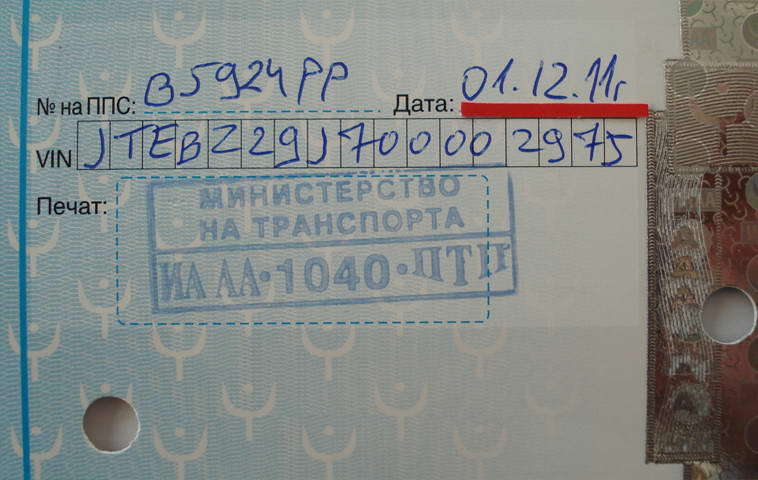 № на ППС: B5924PP Дата: 01.12.11г
VIN JTEBZ29J700002975
Печат:
МИНИСТЕРСТВО
НА ТРАНСПОРТА
ИА АА·1040·ПТП